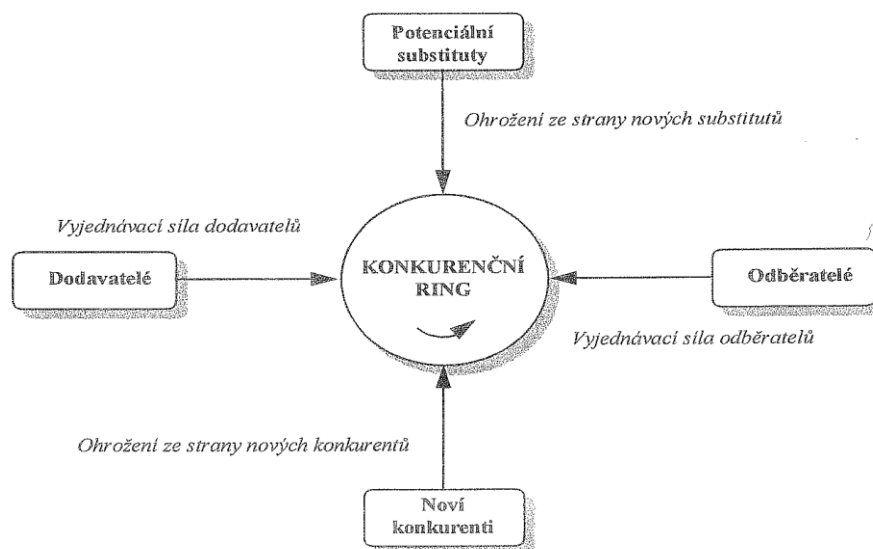 Potenciální
substituty
Ohrožení ze strany nových substitutů
Vyjednávací síla dodavatelů
Dodavatelé
KONKURENČNÍ
RING
Odběratelé
Vyjednávací síla odběratelů
Ohrožení ze strany nových konkurentů
Noví
konkurenti